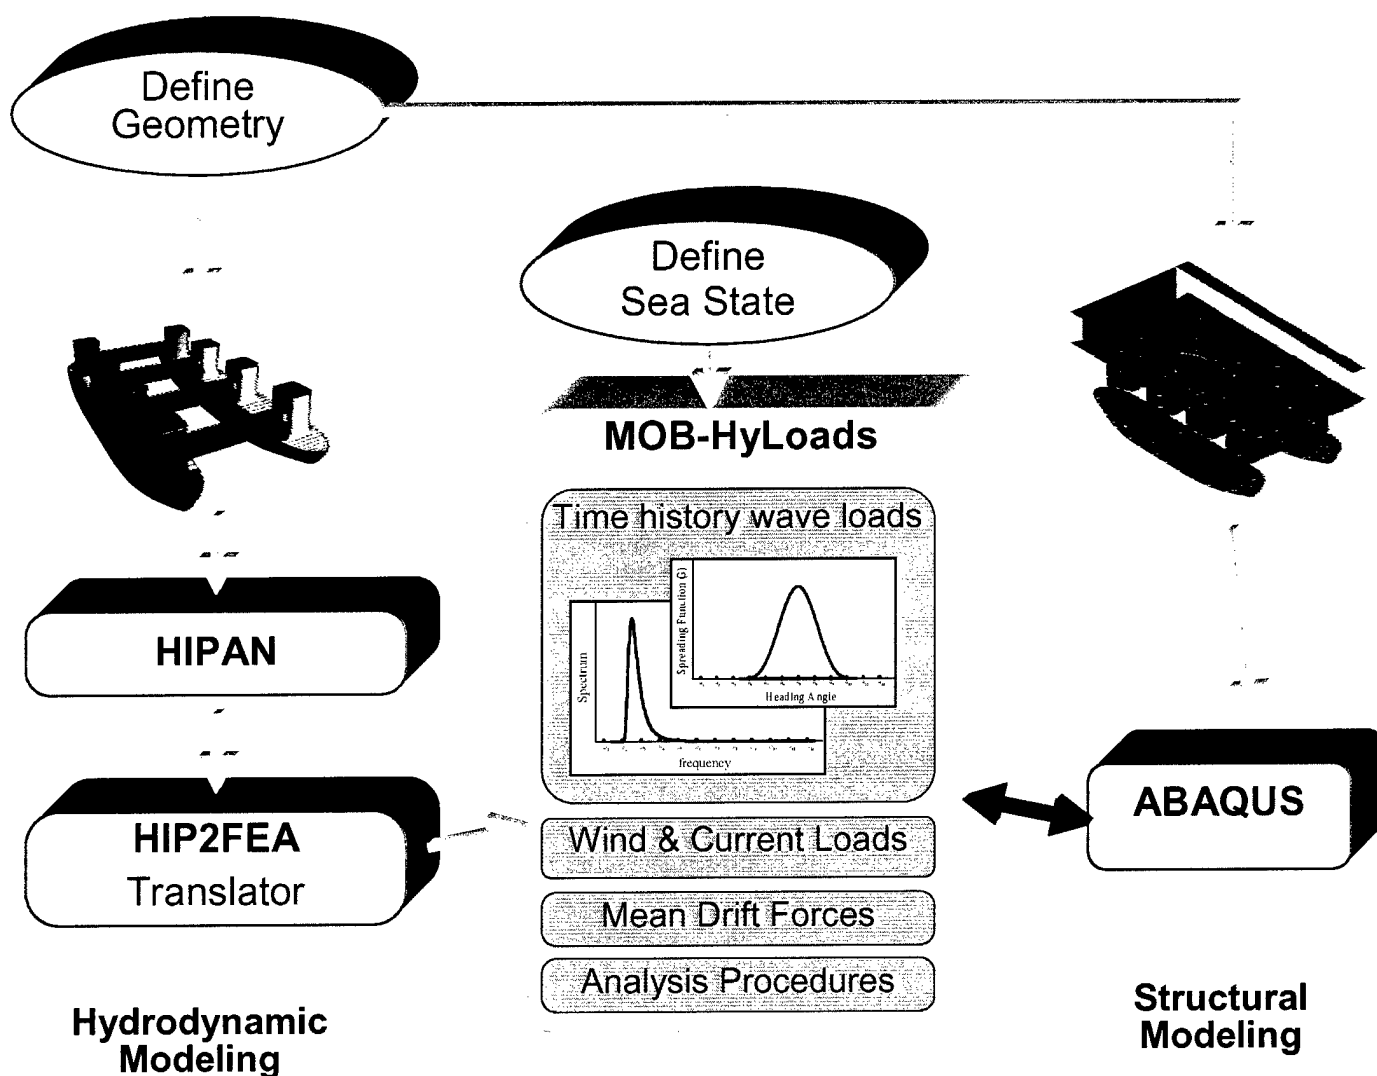 Define
Geometry
Define
Sea State
MOB-HyLoads
Time history wave loads
Spreading Function (G)
Heading Angle
Spectrum
frequency
HIPAN
HIP2FEA
Translator
Wind & Current Loads
Mean Drift Forces
Analysis Procedures
ABAQUS
Hydrodynamic
Modeling
Structural
Modeling